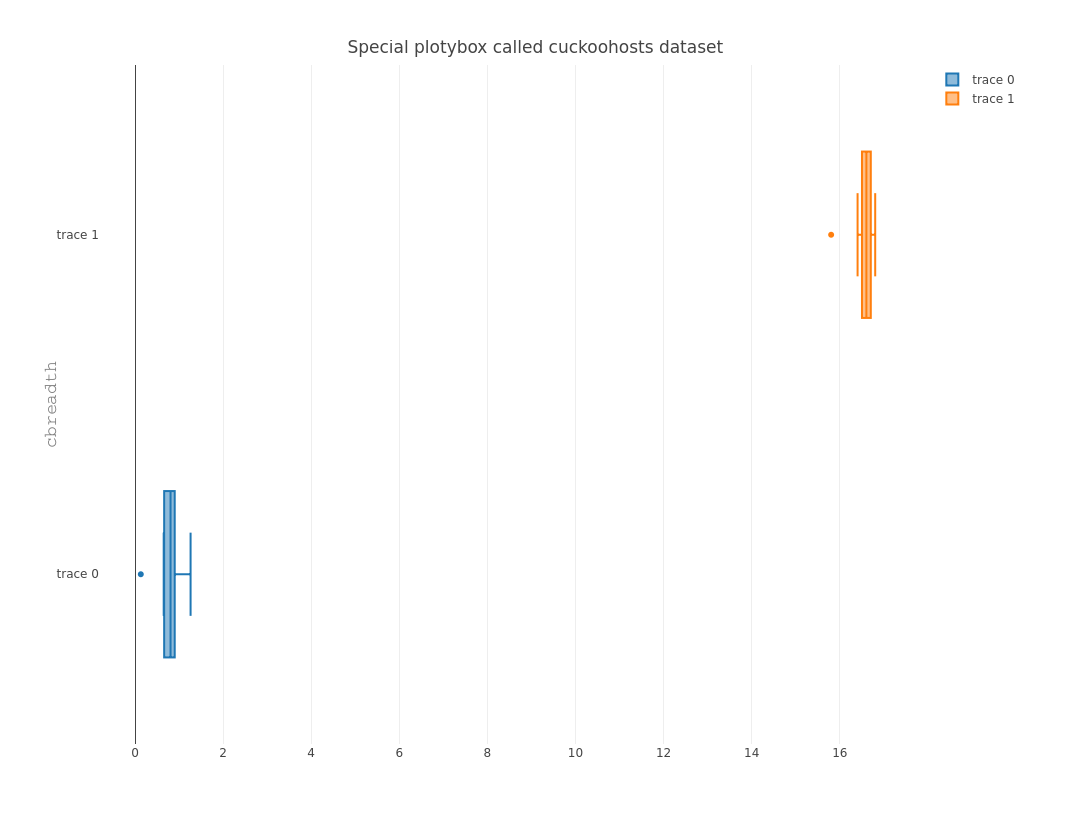 Special plotybox called cuckoohosts dataset
trace 0
trace 1
trace 1
cbreadth
trace 0
0 2 4 6 8 10 12 14 16